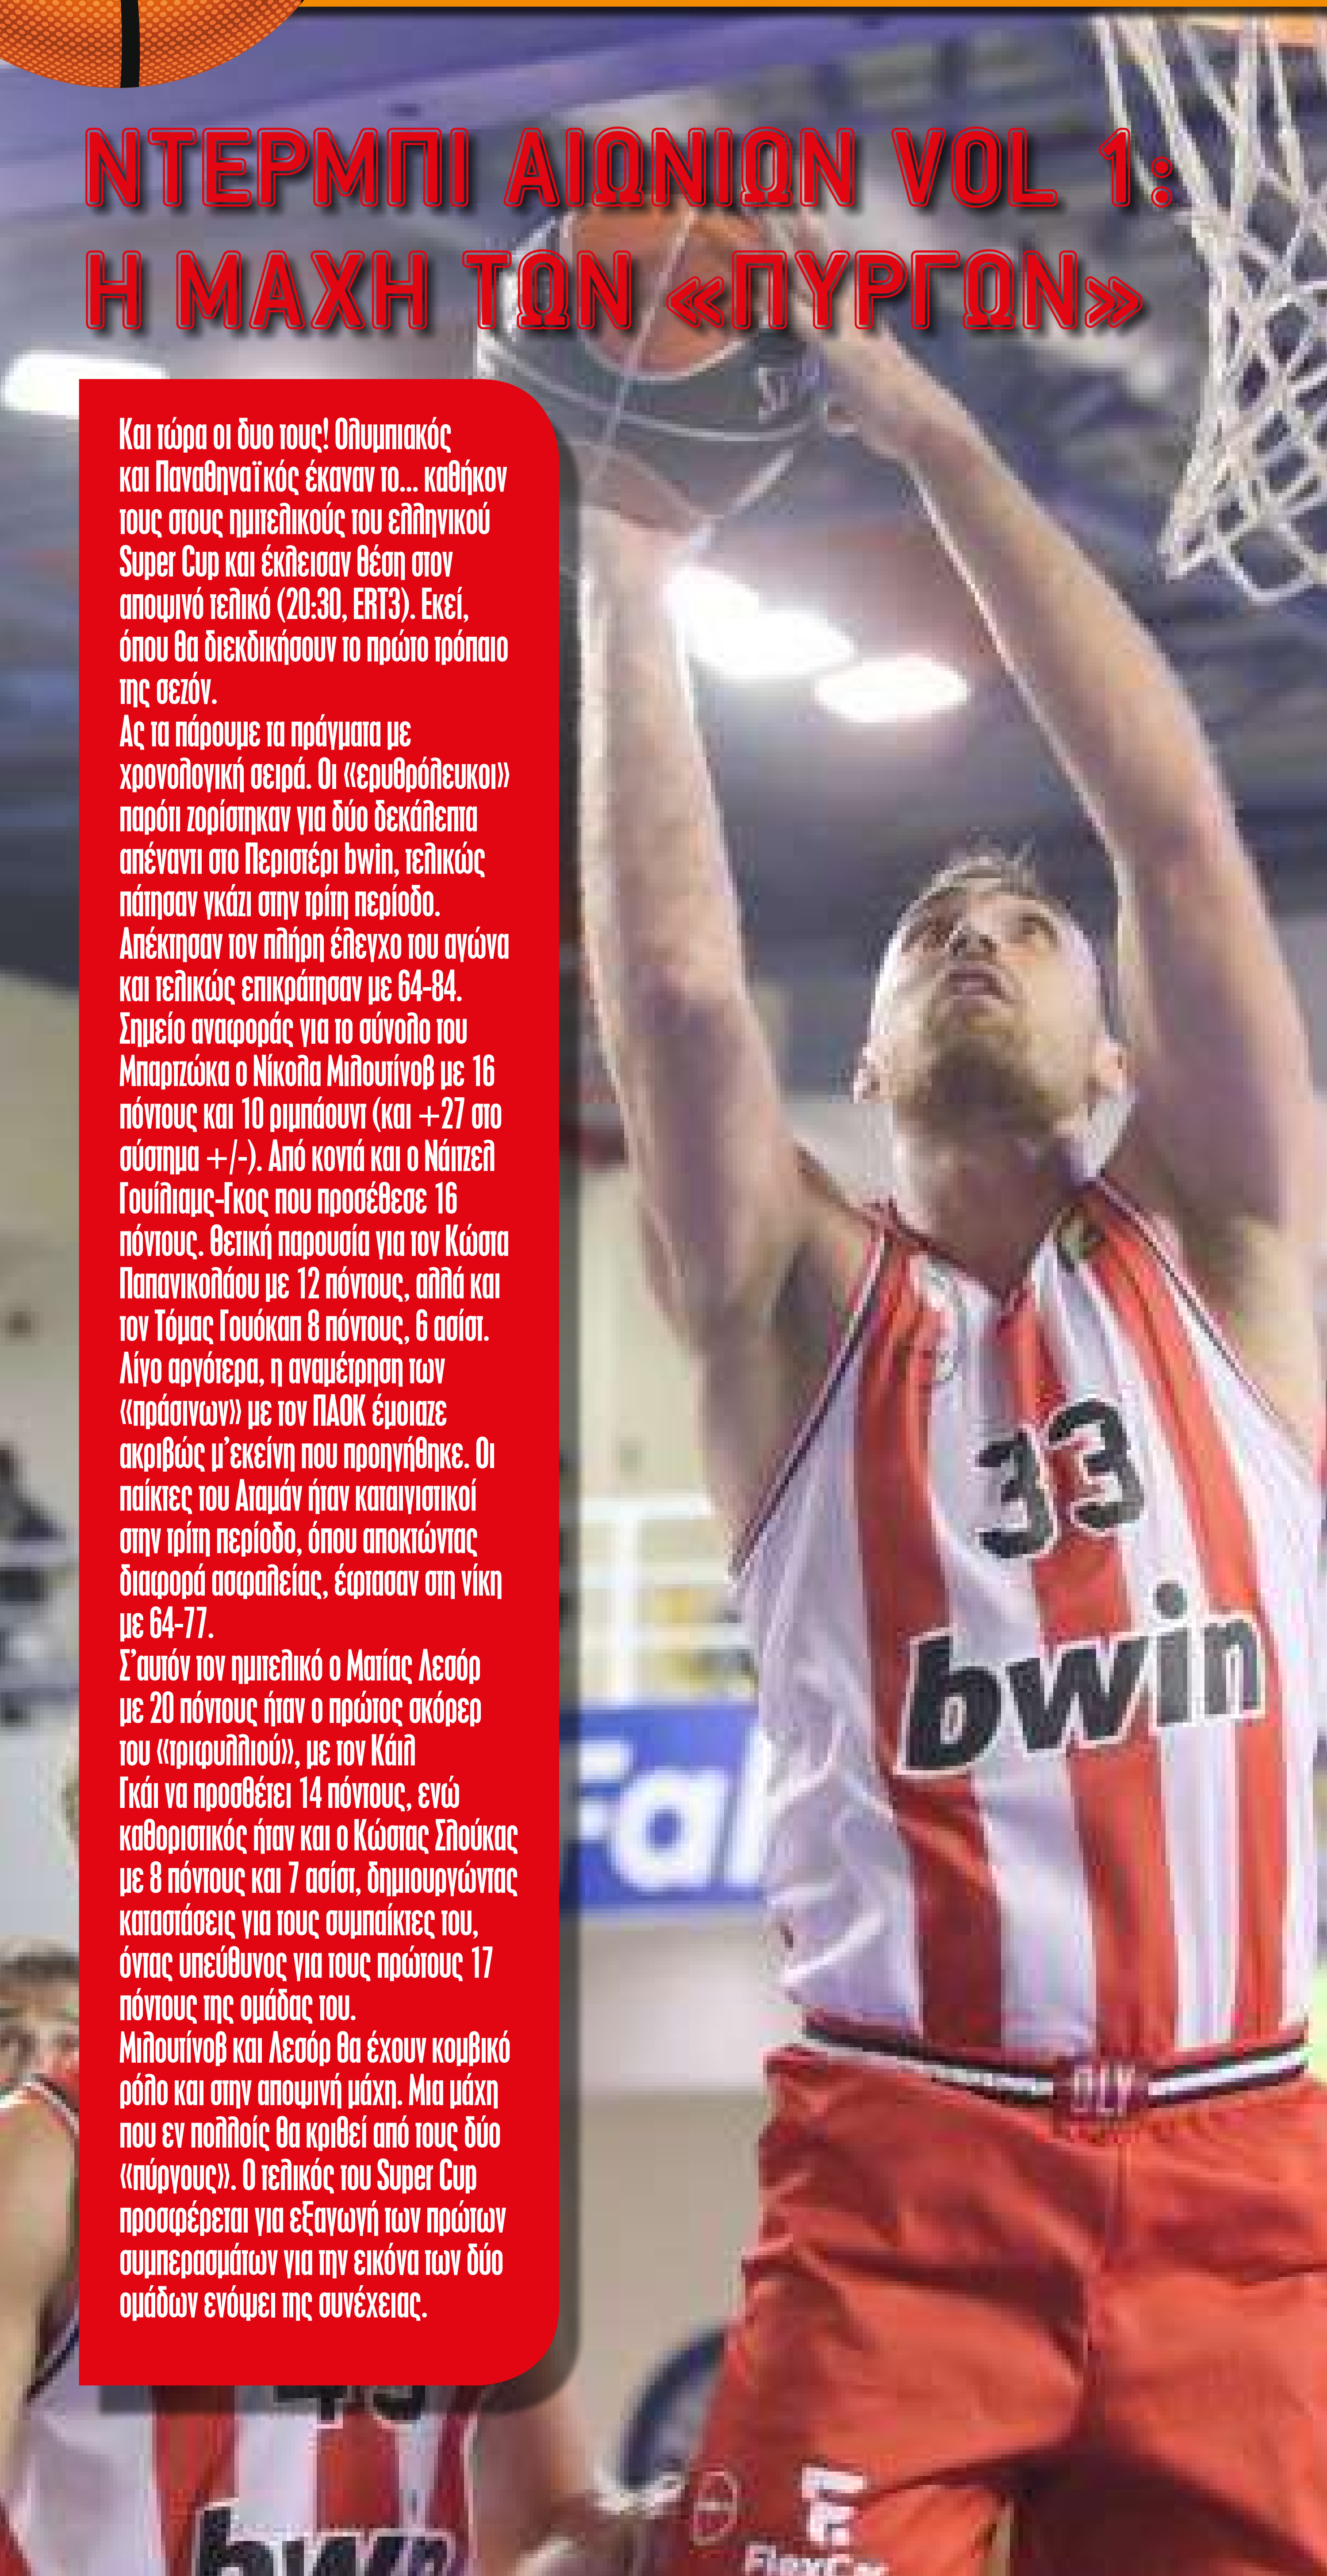 ΝΤΕΡΜΠΙ ΑΙΩΝΙΩΝ VOL 1:
Η ΜΑΧΗ ΤΩΝ «ΠΥΡΓΩΝ»
Και τώρα οι δυο τους! Ολυμπιακός
και Παναθηναϊκός έκαναν το... καθήκον
τους στους ημιτελικούς του ελληνικού
Super Cup και έκλεισαν θέση στον
αποψινό τελικό (20:30, ERT3). Εκεί,
όπου θα διεκδικήσουν το πρώτο τρόπαιο
της σεζόν.
Ας τα πάρουμε τα πράγματα με
χρονολογική σειρά. Οι «ερυθρόλευκοι»
παρότι ζορίστηκαν για δύο δεκάλεπτα
απέναντι στο Περιστέρι bwin, τελικώς
πάτησαν γκάζι στην τρίτη περίοδο.
Απέκτησαν τον πλήρη έλεγχο του αγώνα
και τελικώς επικράτησαν με 64-84.
Σημείο αναφοράς για το σύνολο του
Μπαρτζώκα ο Νίκολα Μιλουτίνοβ με 16
πόντους και 10 ριμπάουντ (και +27 στο
σύστημα +/-). Από κοντά και ο Νάιτζελ
Γουίλιαμς-Γκος που προσέθεσε 16
πόντους. Θετική παρουσία για τον Κώστα
Παπανικολάου με 12 πόντους, αλλά και
τον Τόμας Γουόκαπ 8 πόντους, 6 ασίστ.
Λίγο αργότερα, η αναμέτρηση των
«πράσινων» με τον ΠΑΟΚ έμοιαζε
ακριβώς μ'εκείνη που προηγήθηκε. Οι
παίκτες του Αταμάν ήταν καταιγιστικοί
στην τρίτη περίοδο, όπου αποκτώντας
διαφορά ασφαλείας, έφτασαν στη νίκη
με 64-77.
Σ'αυτόν τον ημιτελικό ο Ματίας Λεσόρ
με 20 πόντους ήταν ο πρώτος σκόρερ
του «τριφυλλιού», με τον Κάιλ
Γκάι να προσθέτει 14 πόντους, ενώ
καθοριστικός ήταν και ο Κώστας Σλούκας
με 8 πόντους και 7 ασίστ, δημιουργώντας
καταστάσεις για τους συμπαίκτες του,
όντας υπεύθυνος για τους πρώτους 17
πόντους της ομάδας του.
Μιλουτίνοβ και Λεσόρ θα έχουν κομβικό
ρόλο και στην αποψινή μάχη. Μια μάχη
που εν πολλοίς θα κριθεί από τους δύο
«πύργους». Ο τελικός του Super Cup
προσφέρεται για εξαγωγή των πρώτων
συμπερασμάτων για την εικόνα των δύο
ομάδων ενόψει της συνέχειας.
33
bwin
OLY
bwin